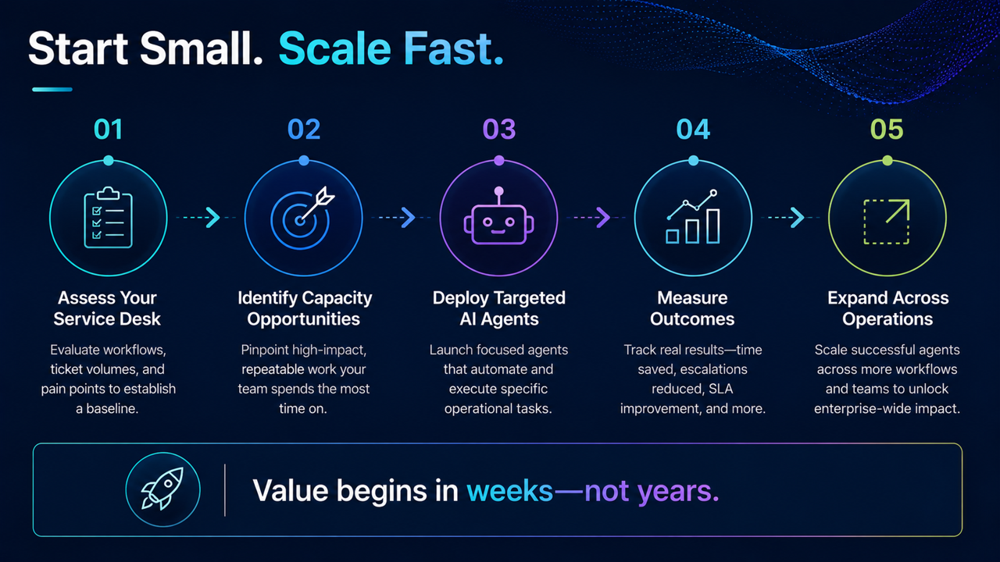 Start Small. Scale Fast.
01
02
03
04
05
Assess Your
Service Desk
Evaluate workflows,
ticket volumes, and
pain points to establish
a baseline.
Identify Capacity
Opportunities
Pinpoint high-impact,
repeatable work your
team spends the most
time on.
Deploy Targeted
AI Agents
Launch focused agents
that automate and
execute specific
operational tasks.
Measure
Outcomes
Track real results—time
saved, escalations
reduced, SLA
improvement, and more.
Expand Across
Operations
Scale successful agents
across more workflows
and teams to unlock
enterprise-wide impact.
Value begins in weeks—not years.